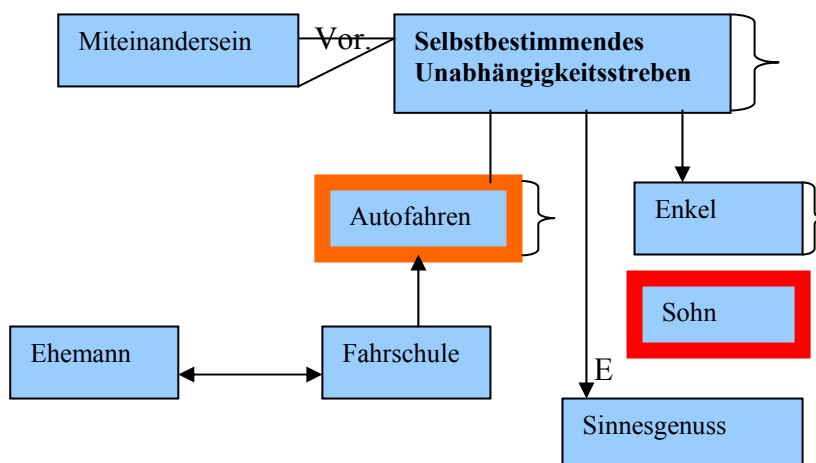 Miteinandersein
Vor.
Selbstbestimmendes
Unabhängigkeitsstreben
Autofahren
Enkel
Sohn
Ehemann
Fahrschule
E
Sinnesgenuss